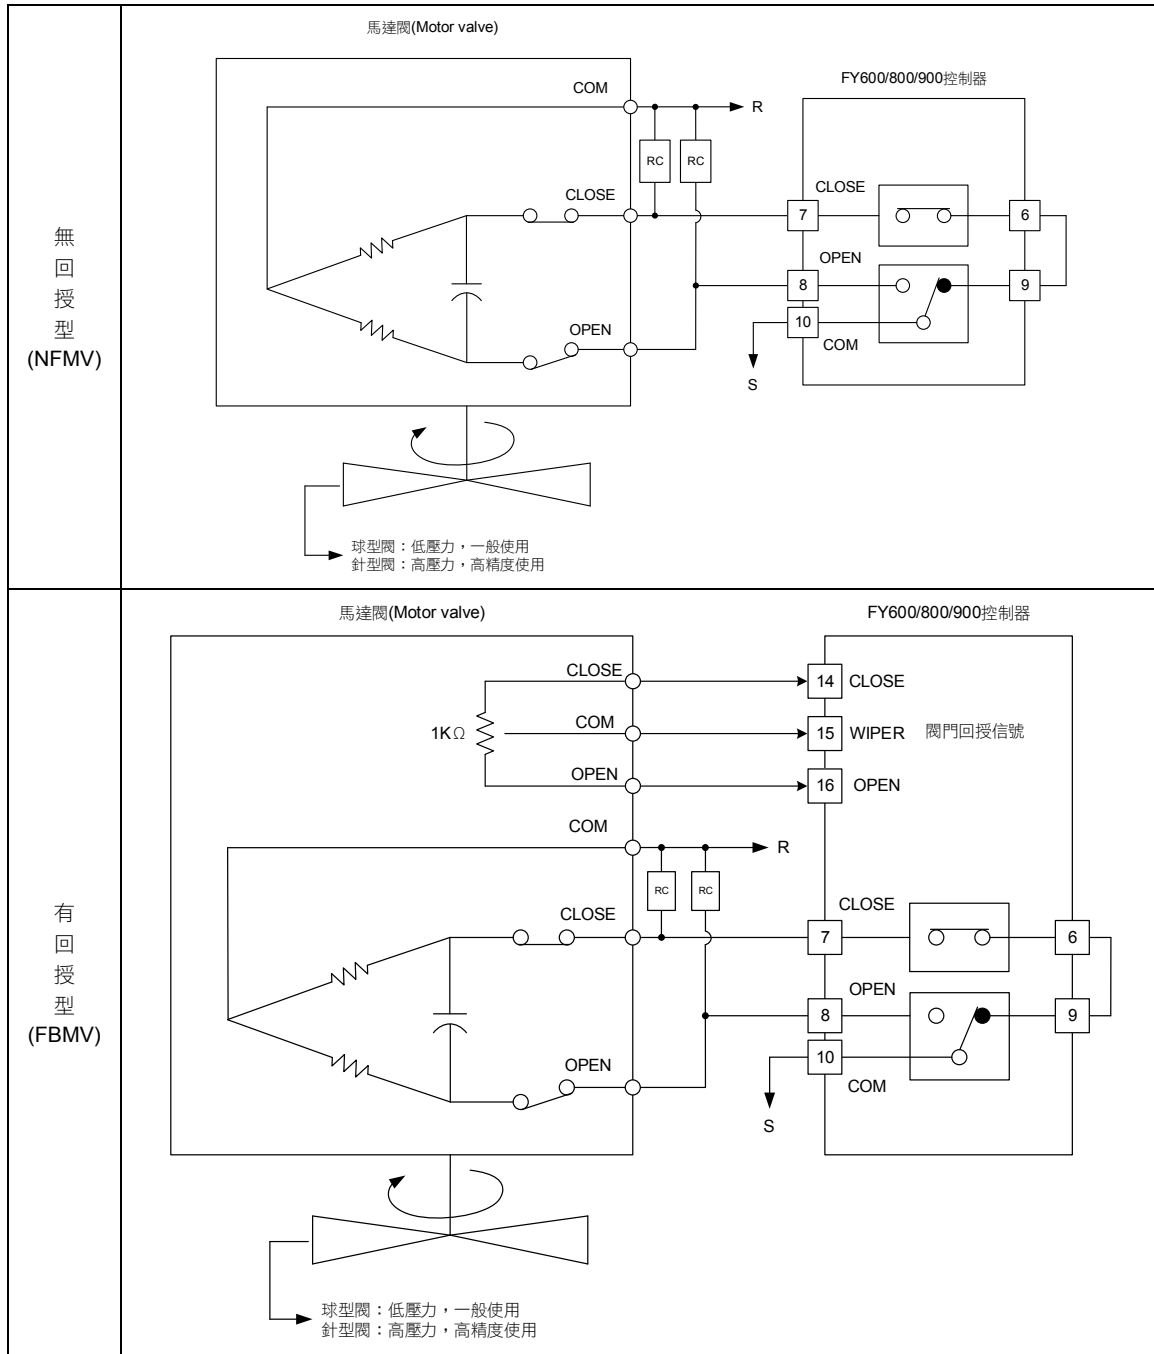 馬達閥(Motor valve)
FY600/800/900控制器
COM
R
RC
RC
CLOSE
CLOSE
7
6
OPEN
8
9
OPEN
10
COM
S
無
回
授
型
(NFMV)
球型閥：低壓力，一般使用
針型閥：高壓力，高精度使用
馬達閥(Motor valve)
FY600/800/900控制器
CLOSE
14
CLOSE
1KΩ
COM
15
WIPER
閥門回授信號
OPEN
16
OPEN
COM
R
RC
RC
CLOSE
CLOSE
7
6
OPEN
8
9
OPEN
10
COM
S
有
回
授
型
(FBMV)
球型閥：低壓力，一般使用
針型閥：高壓力，高精度使用